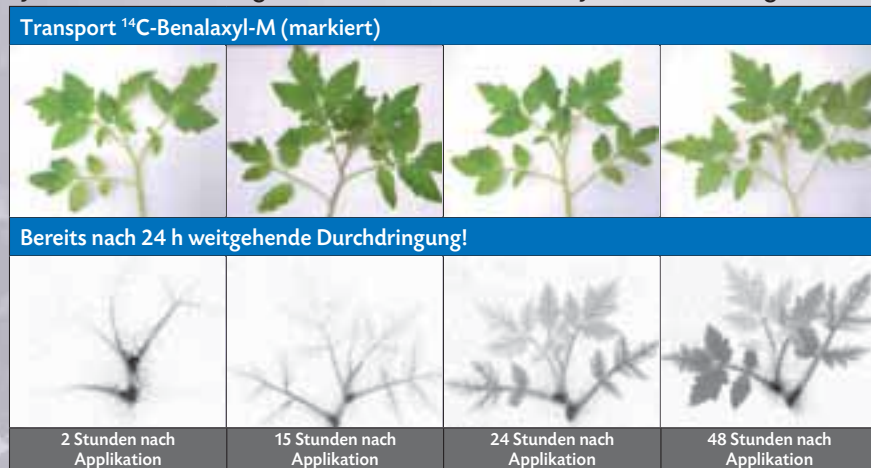 Transport ¹⁴C-Benalaxyl-M (markiert)
Bereits nach 24 h weitgehende Durchdringung!
2 Stunden nach
Applikation
15 Stunden nach
Applikation
24 Stunden nach
Applikation
48 Stunden nach
Applikation